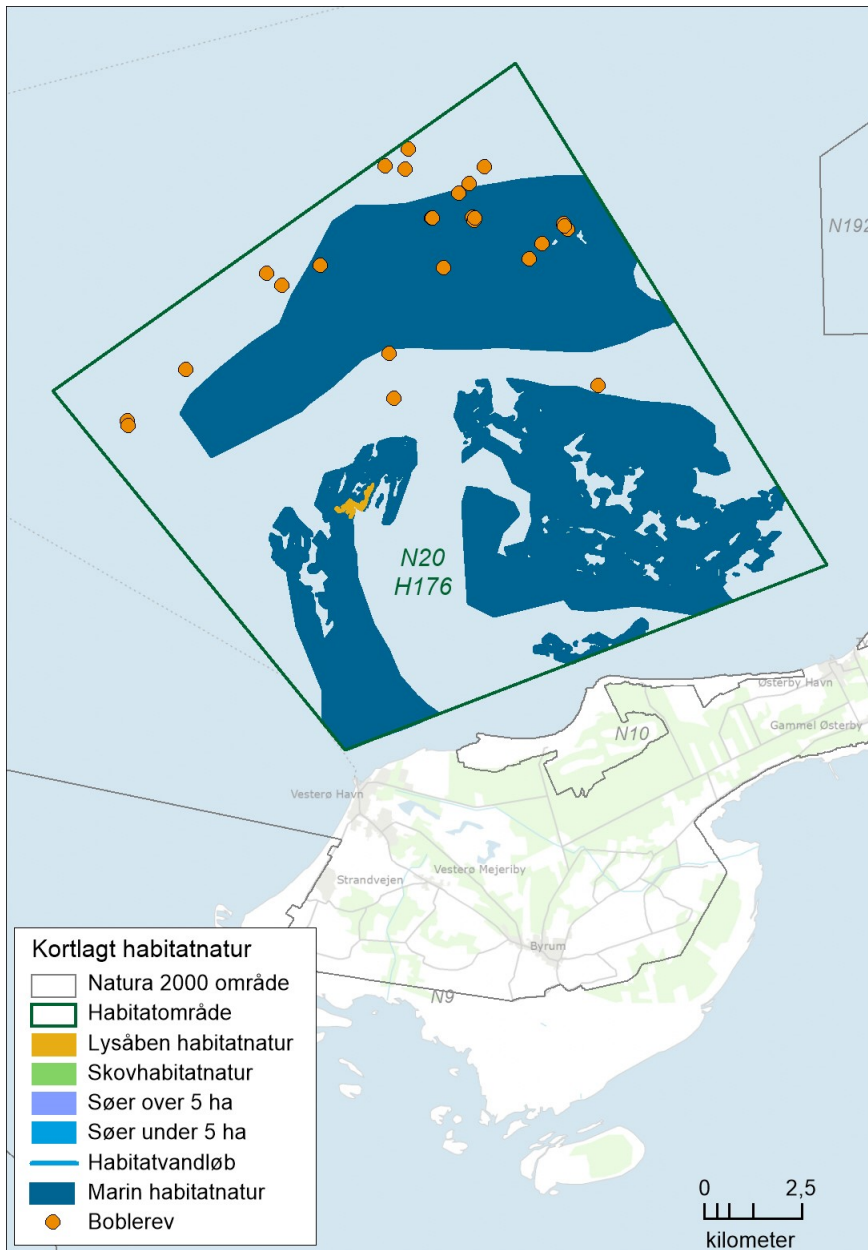 N192
N20
H176
Østerby Havn
Gammel Østerby
N10
Vesterø Havn
Vesterø Mejeriby
Strandvejen
Byrum
N9
Kortlagt habitatnatur
Natura 2000 område
Habitatområde
Lysåben habitatnatur
Skovhabitatnatur
Søer over 5 ha
Søer under 5 ha
Habitatvandløb
Marin habitatnatur
Boblerev
0 2,5
kilometer